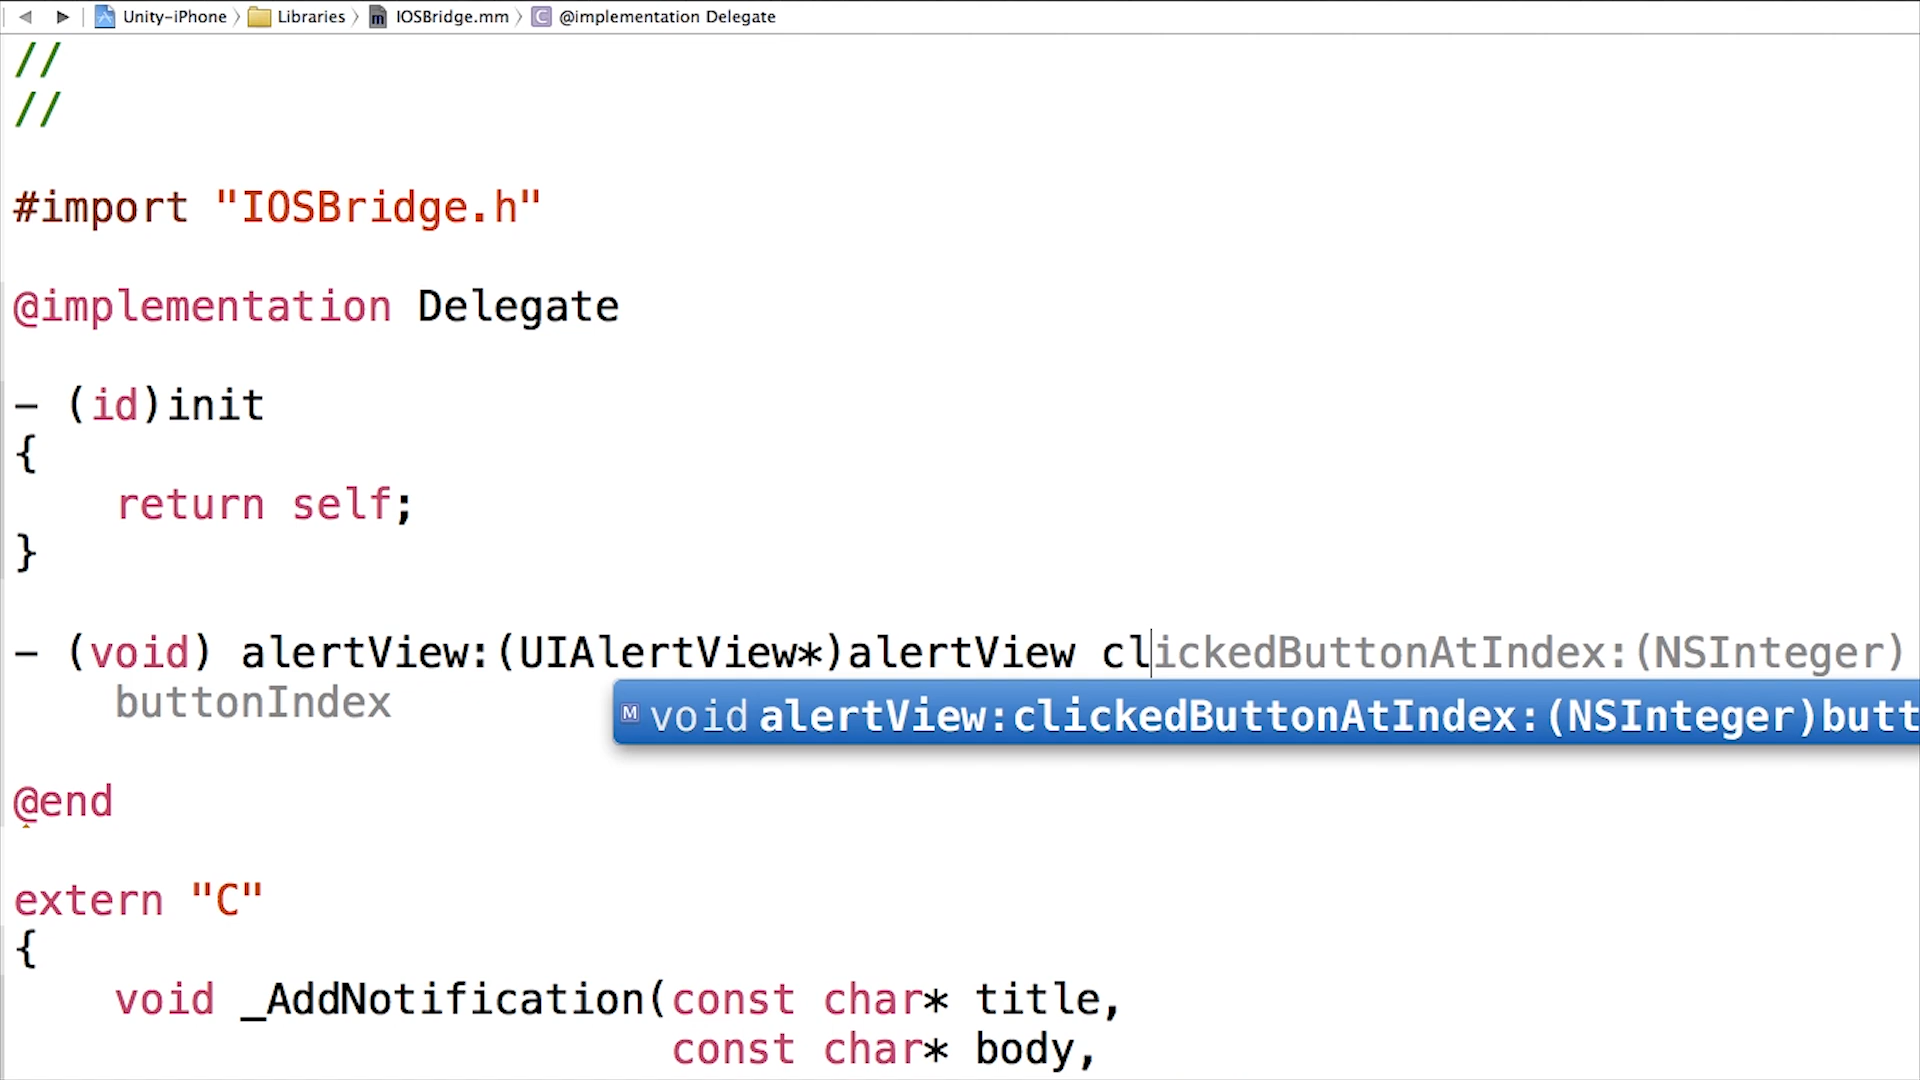 Unity-iPhone Libraries IOSBridge.mm @implementation Delegate
//
//
#import "IOSBridge.h"
@implementation Delegate
- (id)init
{
return self;
}
- (void) alertView:(UIAlertView*)alertView clickedButtonAtIndex:(NSInteger)
buttonIndex
M void alertView:clickedButtonAtIndex:(NSInteger)butt
@end
extern "C"
{
void _AddNotification(const char* title,
const char* body,